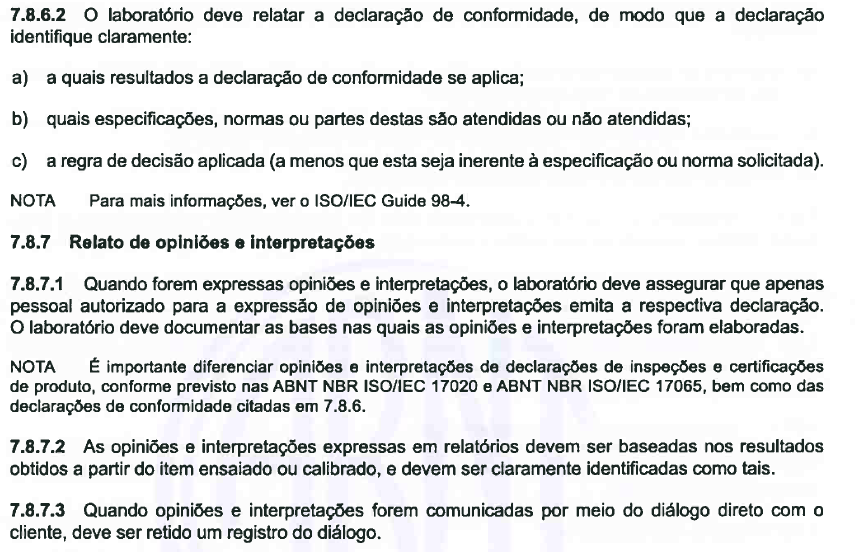 7.8.6.2 O laboratório deve relatar a declaração de conformidade, de modo que a declaração
identifique claramente:
a) a quais resultados a declaração de conformidade se aplica;
b) quais especificações, normas ou partes destas são atendidas ou não atendidas;
c) a regra de decisão aplicada (a menos que esta seja inerente à especificação ou norma solicitada).
NOTA Para mais informações, ver o ISO/IEC Guide 98-4.
7.8.7 Relato de opiniões e interpretações
7.8.7.1 Quando forem expressas opiniões e interpretações, o laboratório deve assegurar que apenas
pessoal autorizado para a expressão de opiniões e interpretações emita a respectiva declaração.
O laboratório deve documentar as bases nas quais as opiniões e interpretações foram elaboradas.
NOTA É importante diferenciar opiniões e interpretações de declarações de inspeções e certificações
de produto, conforme previsto nas ABNT NBR ISO/IEC 17020 e ABNT NBR ISO/IEC 17065, bem como das
declarações de conformidade citadas em 7.8.6.
7.8.7.2 As opiniões e interpretações expressas em relatórios devem ser baseadas nos resultados
obtidos a partir do item ensaiado ou calibrado, e devem ser claramente identificadas como tais.
7.8.7.3 Quando opiniões e interpretações forem comunicadas por meio do diálogo direto com o
cliente, deve ser retido um registro do diálogo.